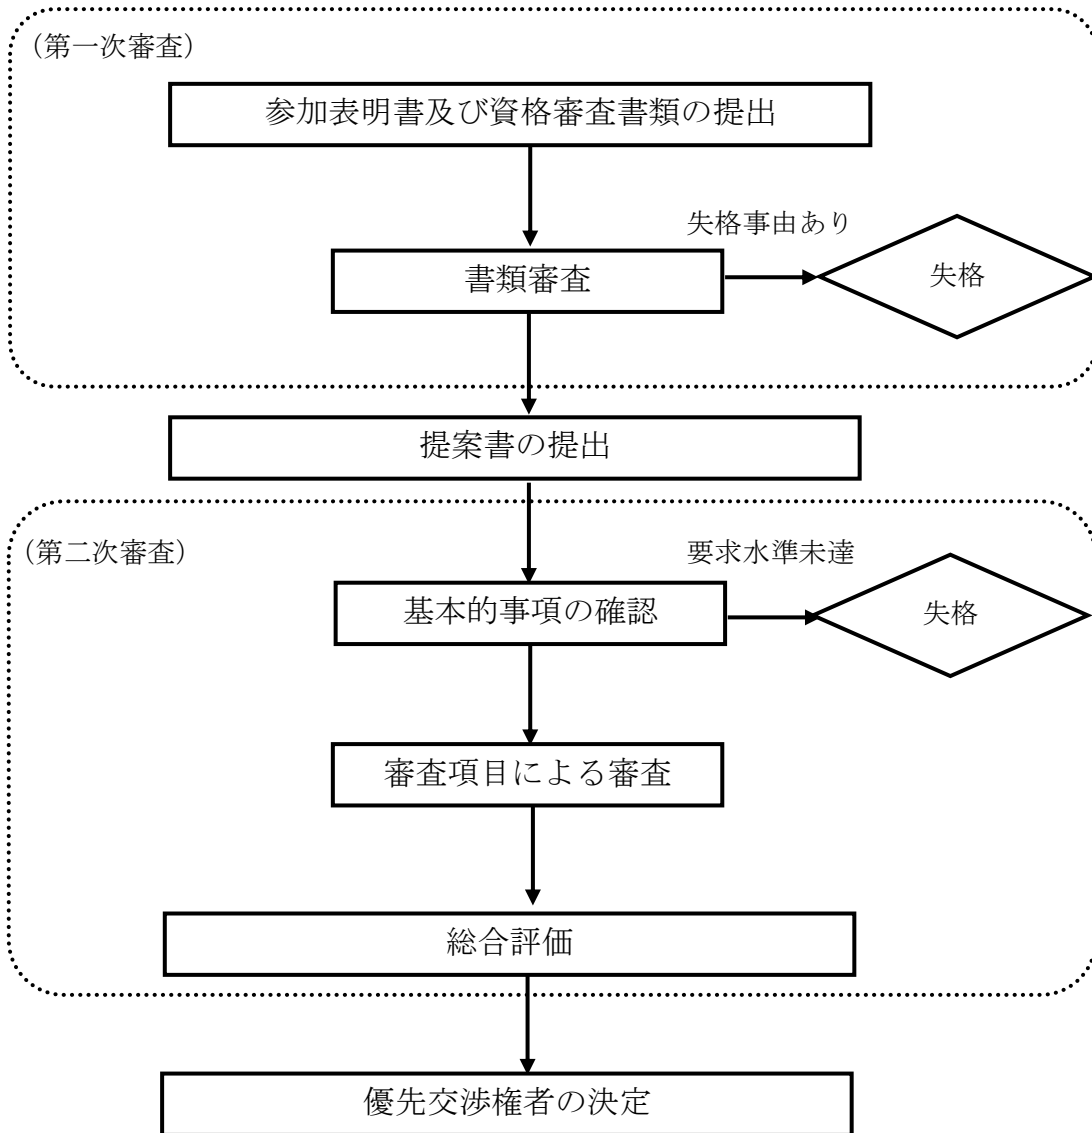 （第一次審査）
参加表明書及び資格審査書類の提出
失格事由あり
書類審査
失格
提案書の提出
（第二次審査）
要求水準未達
基本的事項の確認
失格
審査項目による審査
総合評価
優先交渉権者の決定